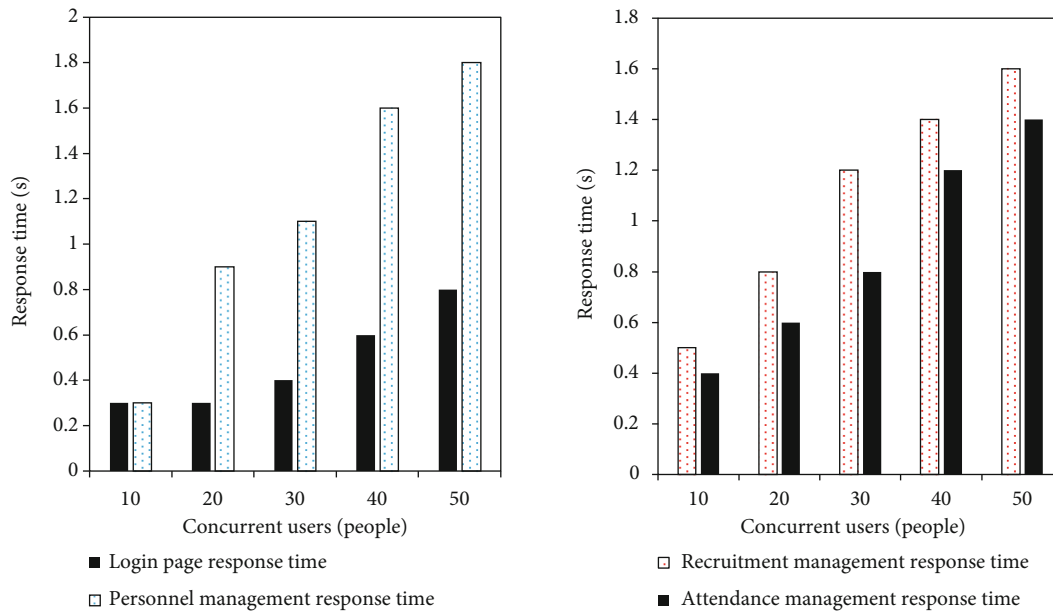 2
1.8
1.6
1.4
1.2
1
0.8
0.6
0.4
0.2
0
Response time (s)
10 20 30 40 50
Concurrent users (people)
Login page response time
Personnel management response time
1.8
1.6
1.4
1.2
1
0.8
0.6
0.4
0.2
0
Response time (s)
10 20 30 40 50
Concurrent users (people)
Recruitment management response time
Attendance management response time